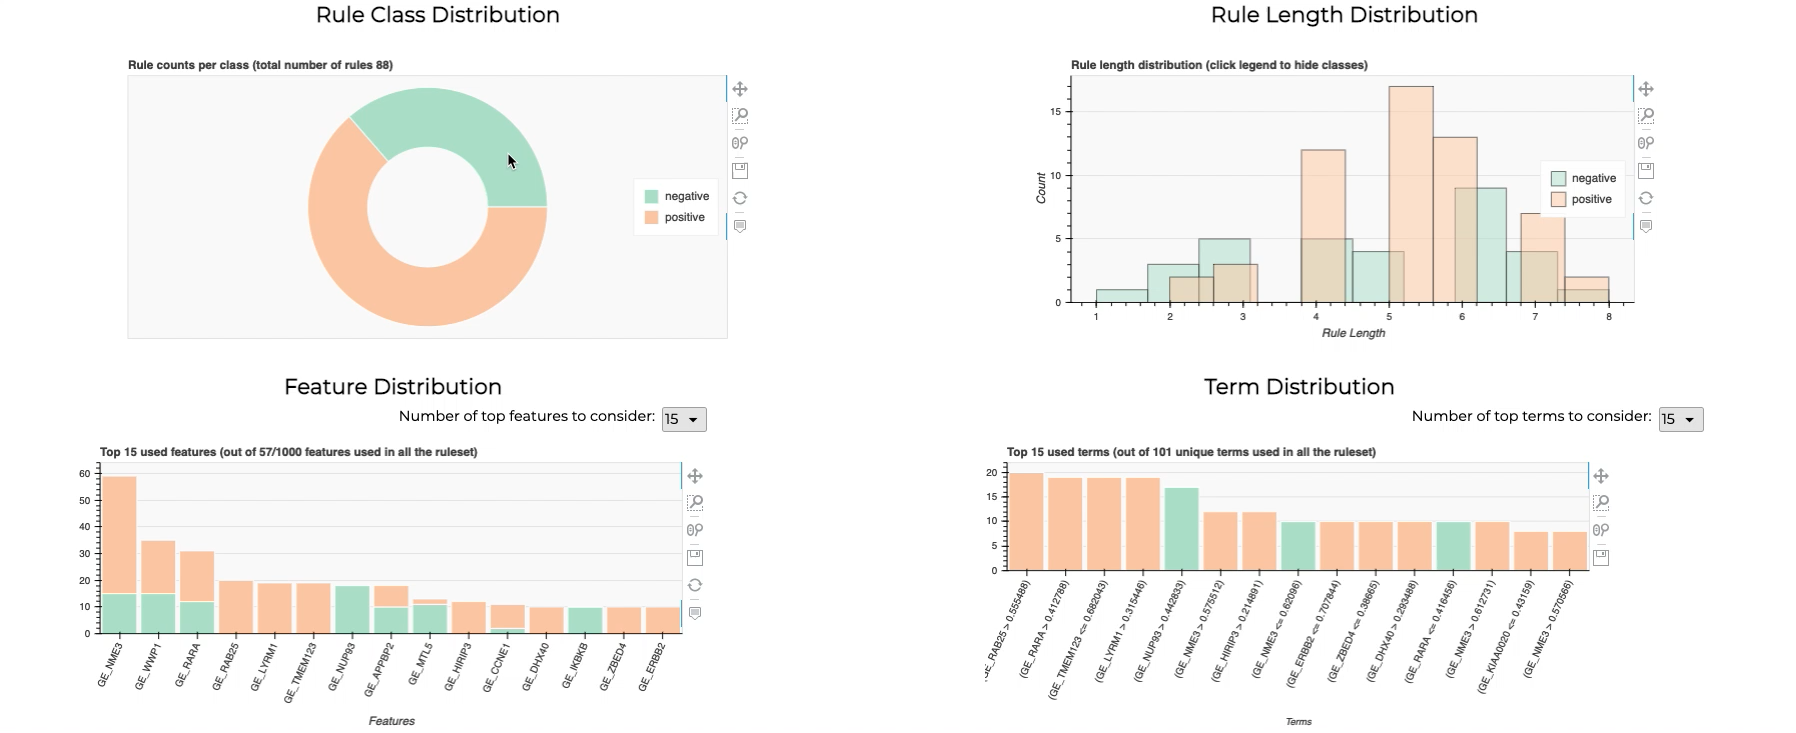 Rule Class Distribution
Rule counts per class (total number of rules 88)
negative
positive
Rule Length Distribution
Rule length distribution (click legend to hide classes)
15
10
5
0
Count
negative
positive
1 2 3 4 5 6 7 8
Rule Length
Feature Distribution
Number of top features to consider: 15
Top 15 used features (out of 57/1000 features used in all the ruleset)
60
50
40
30
20
10
0
GE_NME3
GE_WWP1
GE_RARA
GE_RAB25
GE_LYRM1
GE_TMEM123
GE_NUP93
GE_APPBP2
GE_MTL5
GE_HIRIP3
GE_CCNE1
GE_DHX40
GE_IKBKB
GE_ZBED4
GE_ERBB2
Features
Term Distribution
Number of top terms to consider: 15
Top 15 used terms (out of 101 unique terms used in all the ruleset)
20
15
10
5
0
GE_RAB25 > 0.555488)
(GE_RARA > 0.412788)
(GE_TMEM123 <= 0.682043)
(GE_LYRM1 > 0.315446)
(GE_NUP93 > 0.442833)
(GE_NME3 > 0.575512)
(GE_HIRIP3 > 0.214891)
(GE_NME3 <= 0.62096)
(GE_ERBB2 <= 0.707844)
(GE_ZBED4 <= 0.38665)
(GE_DHX40 > 0.293488)
(GE_RARA <= 0.416456)
(GE_NME3 > 0.612731)
(GE_KIAA0020 <= 0.43159)
(GE_NME3 > 0.570566)
Terms